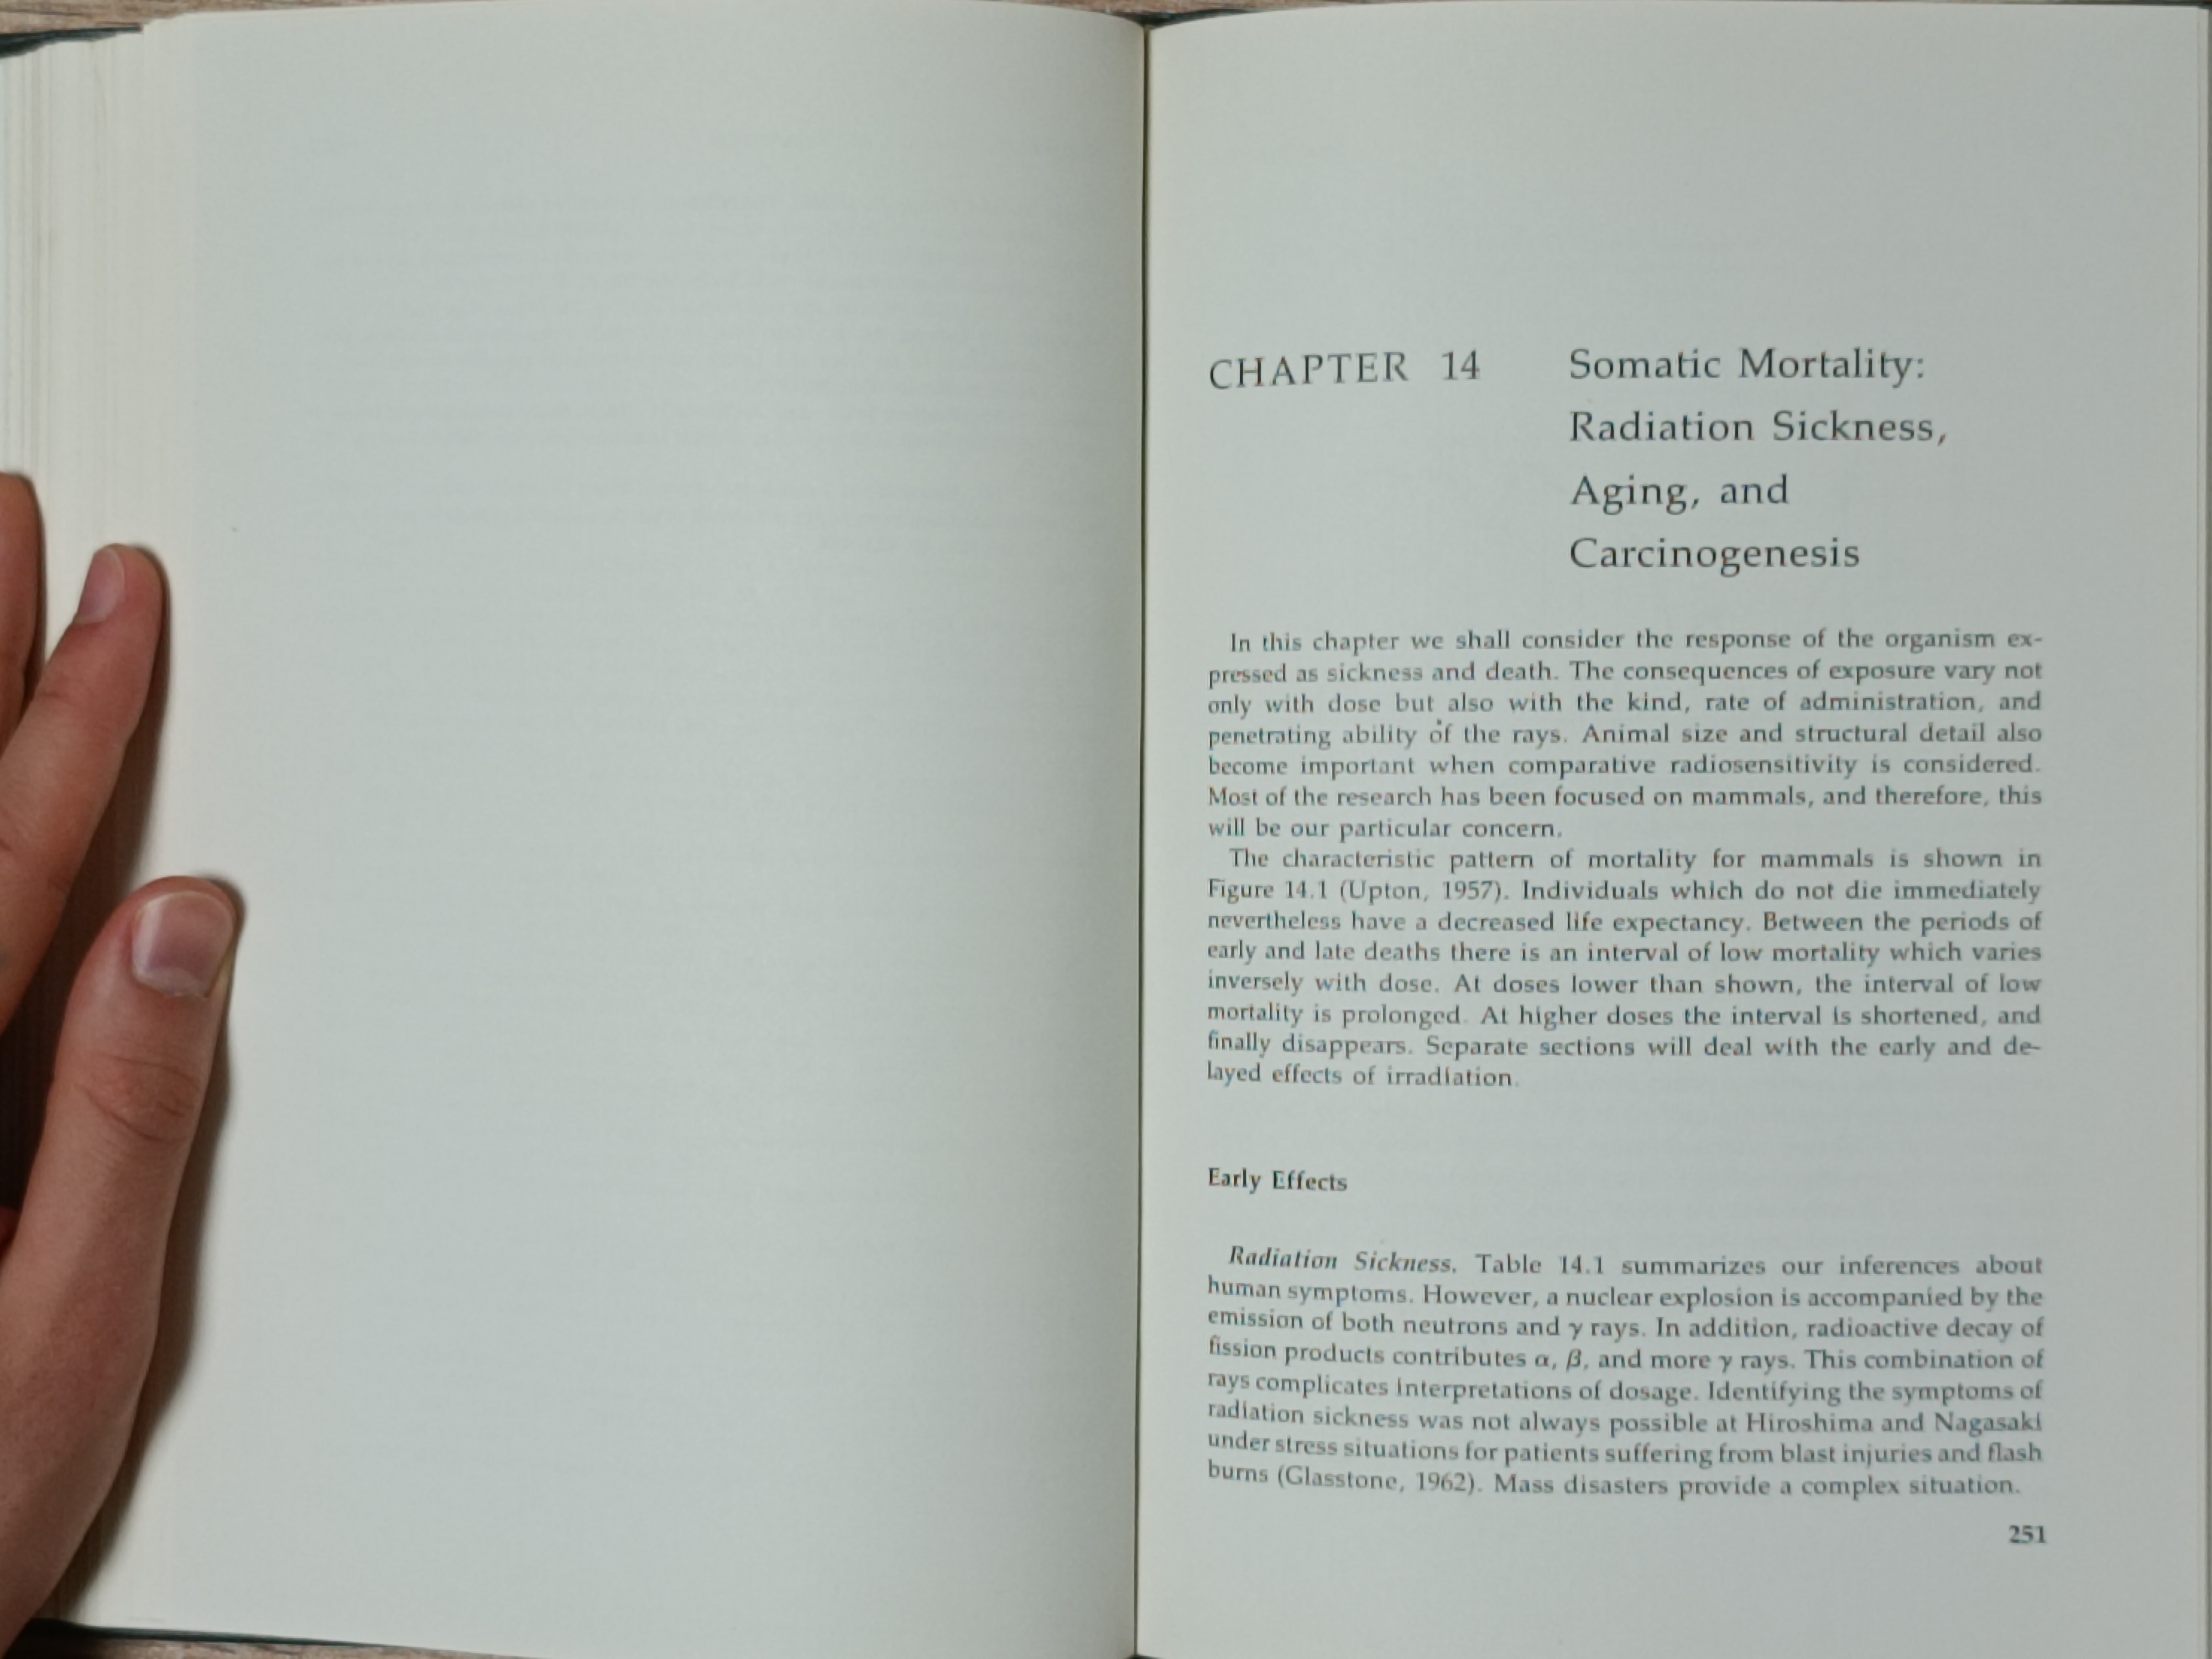 CHAPTER 14
Somatic Mortality:
Radiation Sickness,
Aging, and
Carcinogenesis
In this chapter we shall consider the response of the organism ex-
pressed as sickness and death. The consequences of exposure vary not
only with dose but also with the kind, rate of administration, and
penetrating ability of the rays. Animal size and structural detail also
become important when comparative radiosensitivity is considered.
Most of the research has been focused on mammals, and therefore, this
will be our particular concern.
The characteristic pattern of mortality for mammals is shown in
Figure 14.1 (Upton, 1957). Individuals which do not die immediately
nevertheless have a decreased life expectancy. Between the periods of
early and late deaths there is an interval of low mortality which varies
inversely with dose. At doses lower than shown, the interval of low
mortality is prolonged. At higher doses the interval is shortened, and
finally disappears. Separate sections will deal with the early and de-
layed effects of irradiation.
Early Effects
Radiation Sickness. Table 14.1 summarizes our inferences about
human symptoms. However, a nuclear explosion is accompanied by the
emission of both neutrons and γ rays. In addition, radioactive decay of
fission products contributes α, β, and more γ rays. This combination of
rays complicates interpretations of dosage. Identifying the symptoms of
radiation sickness was not always possible at Hiroshima and Nagasaki
under stress situations for patients suffering from blast injuries and flash
burns (Glasstone, 1962). Mass disasters provide a complex situation.
251